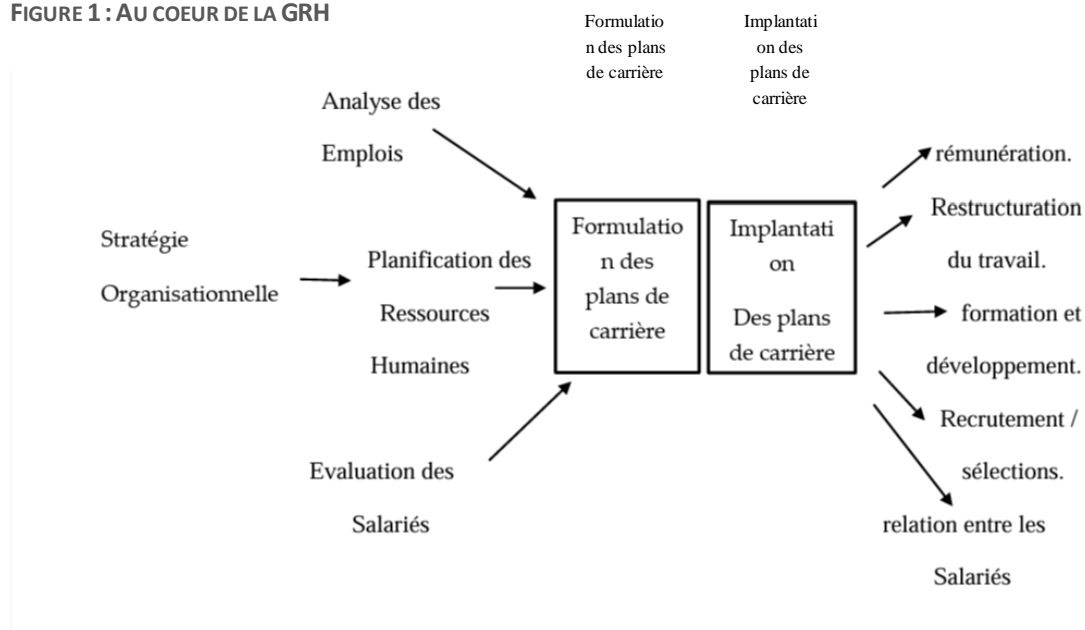 FIGURE 1 : AU COEUR DE LA GRH
Formulatio
n des plans
de carrière
Implantati
on des
plans de
carrière
Analyse des
Emplois
Stratégie
Organisationnelle
Planification des
Ressources
Humaines
Evaluation des
Salariés
Formulatio
n des
plans de
carrière
Implantati
on
Des plans
de carrière
rémunération.
Restructuration
du travail.
formation et
développement.
Recrutement /
sélections.
relation entre les
Salariés